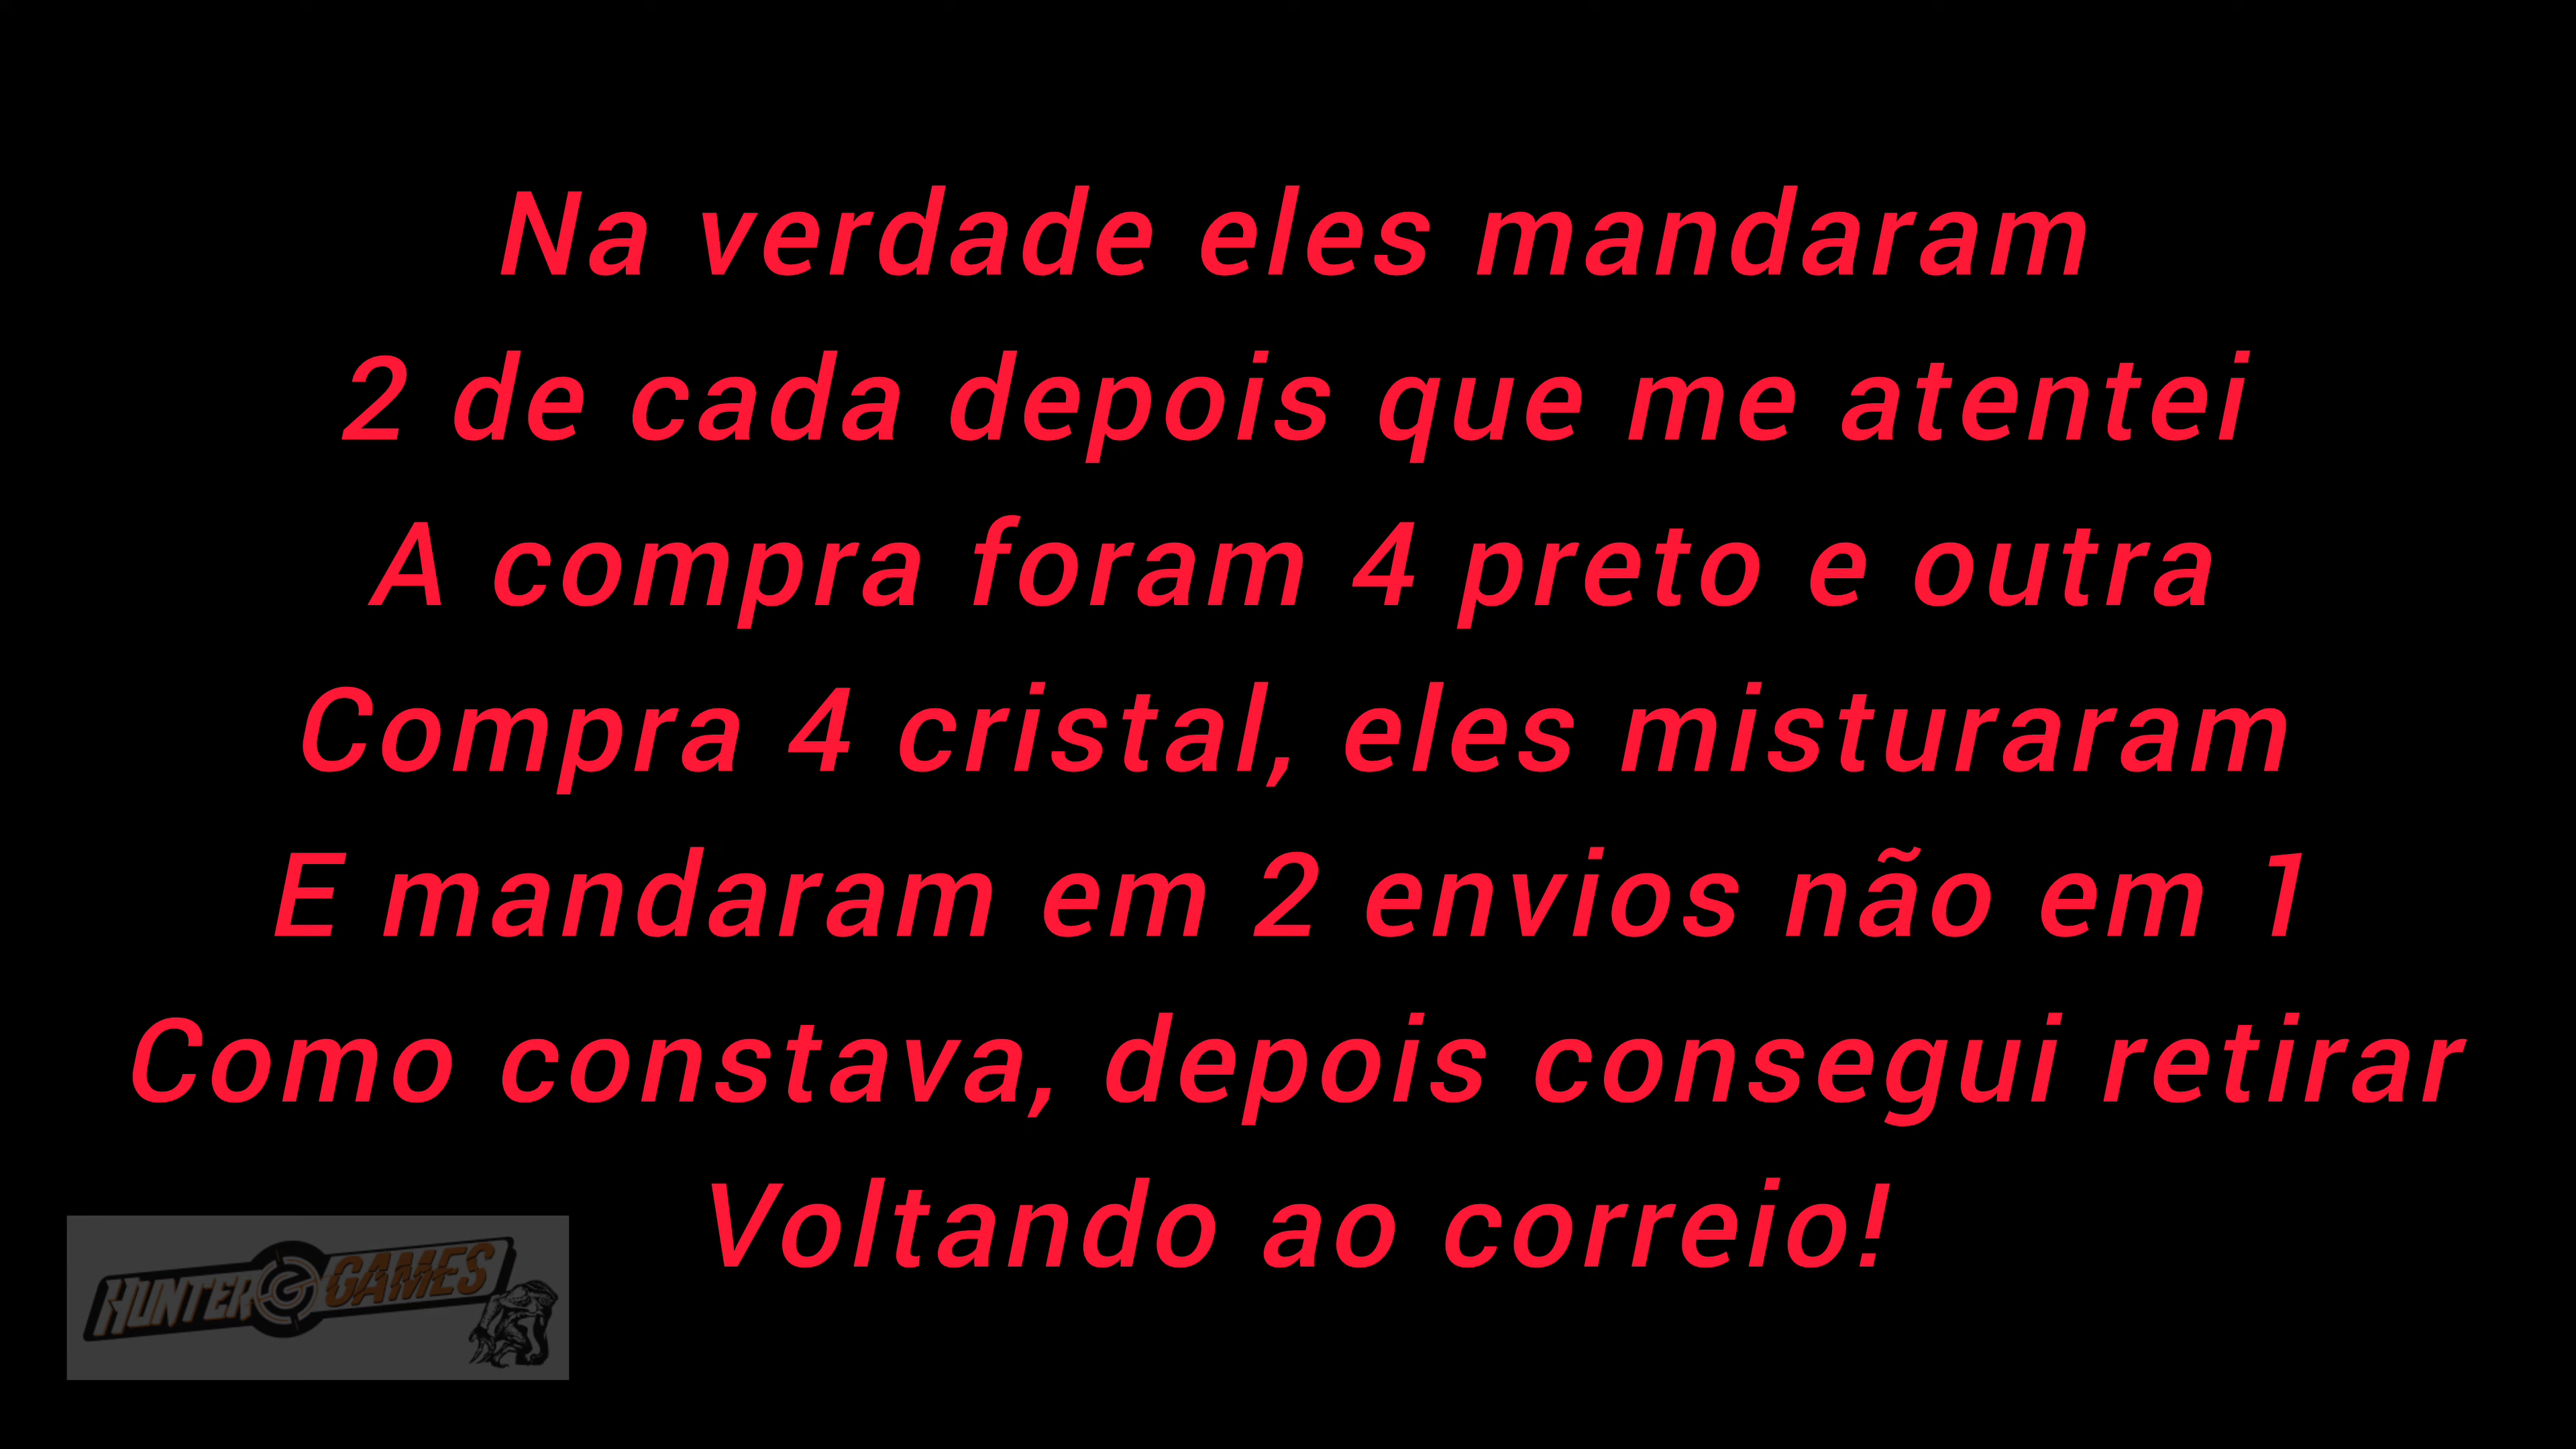 Na verdade eles mandaram
2 de cada depois que me atentei
A compra foram 4 preto e outra
Compra 4 cristal, eles misturaram
E mandaram em 2 envios não em 1
Como constava, depois consegui retirar
Voltando ao correio!
HUNTER G GAMES